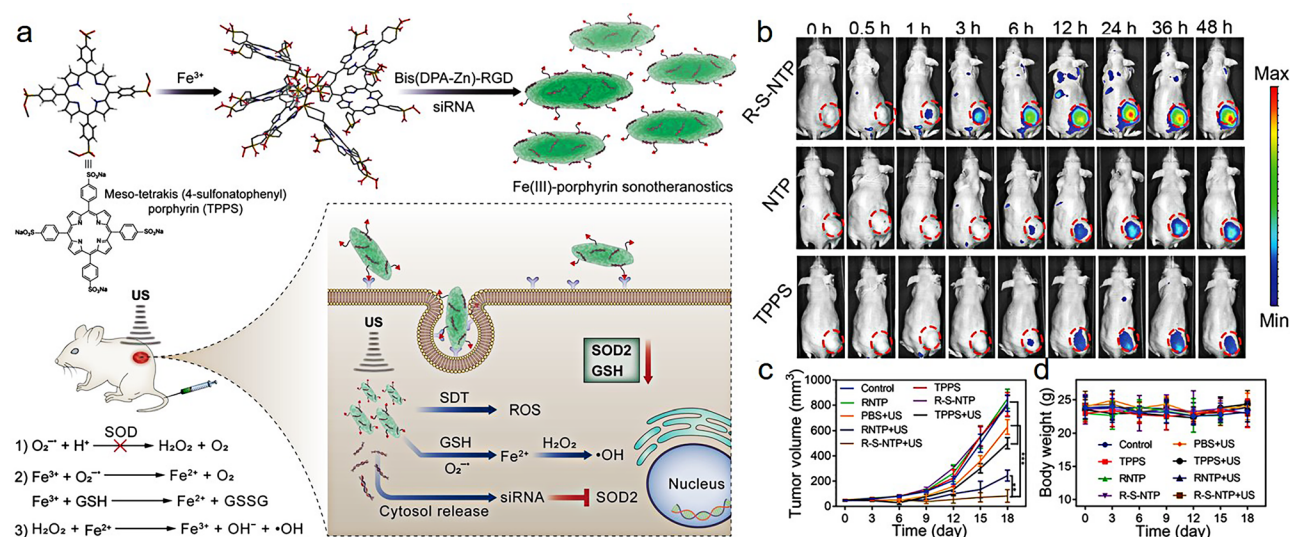 a
Fe³⁺
Bis(DPA-Zn)-RGD
siRNA
Fe(III)-porphyrin sonotheranostics
SO₃Na
Meso-tetrakis (4-sulfonatophenyl)
porphyrin (TPPS)
NaO₃S
SO₃Na
SO₃Na
US
SOD
1) O₂⁻• + H⁺ H₂O₂ + O₂
2) Fe³⁺ + O₂⁻• Fe²⁺ + O₂
Fe³⁺ + GSH Fe²⁺ + GSSG
3) H₂O₂ + Fe²⁺ Fe³⁺ + OH⁻ + •OH
US
SOD2
GSH
SDT
ROS
GSH
O₂⁻•
Fe²⁺
H₂O₂
•OH
siRNA
SOD2
Cytosol release
Nucleus
b
0 h 0.5 h 1 h 3 h 6 h 12 h 24 h 36 h 48 h
R-S-NTP
NTP
TPPS
Max
Min
c
Tumor volume (mm³)
1000
800
600
400
200
0
Control
RNTP
PBS+US
RNTP+US
R-S-NTP+US
TPPS
R-S-NTP
TPPS+US
***
**
0 3 6 9 12 15 18
Time (day)
d
Body weight (g)
25
20
15
10
Control
TPPS
RNTP
R-S-NTP
PBS+US
TPPS+US
RNTP+US
R-S-NTP+US
0 3 6 9 12 15 18
Time (day)